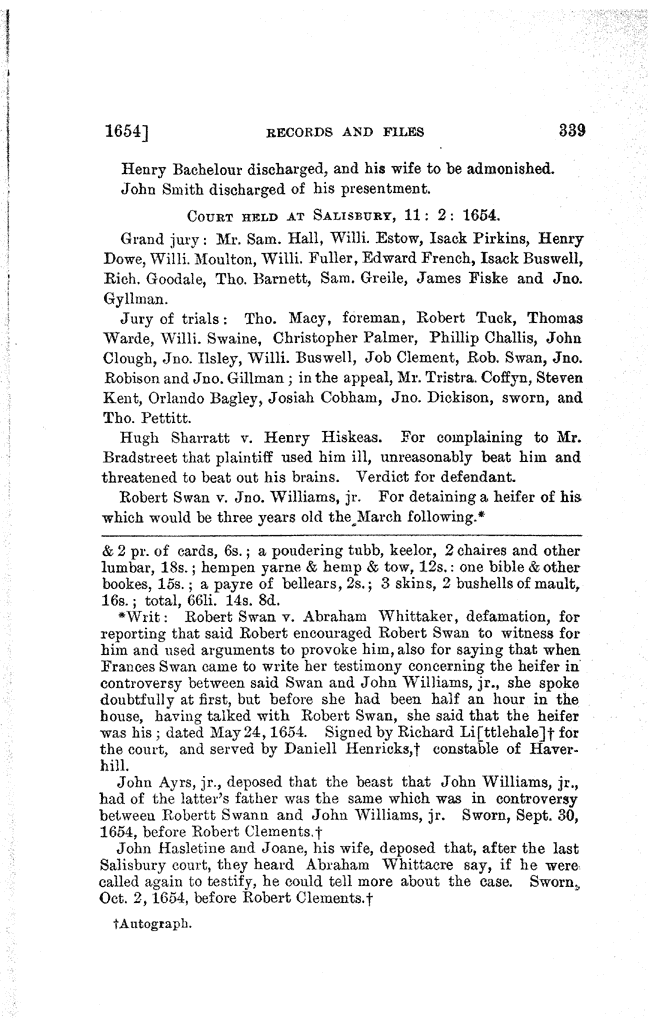 1654] RECORDS AND FILES 339
Henry Bachelour discharged, and his wife to be admonished.
John Smith discharged of his presentment.
COURT HELD AT SALISBURY, 11: 2: 1654.
Grand jury: Mr. Sam. Hall, Willi. Estow, Isack Pirkins, Henry
Dowe, Willi. Moulton, Willi. Fuller, Edward French, Isack Buswell,
Rich. Goodale, Tho. Barnett, Sam. Greile, James Fiske and Jno.
Gyllman.
Jury of trials: Tho. Macy, foreman, Robert Tuck, Thomas
Warde, Willi. Swaine, Christopher Palmer, Phillip Challis, John
Clough, Jno. Ilsley, Willi. Buswell, Job Clement, Rob. Swan, Jno.
Robison and Jno. Gillman; in the appeal, Mr. Tristra. Coffyn, Steven
Kent, Orlando Bagley, Josiah Cobham, Jno. Dickison, sworn, and
Tho. Pettitt.
Hugh Sharratt v. Henry Hiskeas. For complaining to Mr.
Bradstreet that plaintiff used him ill, unreasonably beat him and
threatened to beat out his brains. Verdict for defendant.
Robert Swan v. Jno. Williams, jr. For detaining a heifer of his
which would be three years old the March following.*
& 2 pr. of cards, 6s.; a poudering tubb, keelor, 2 chaires and other
lumbar, 18s.; hempen yarne & hemp & tow, 12s.: one bible & other
bookes, 15s.; a payre of bellears, 2s.; 3 skins, 2 bushells of mault,
16s.; total, 66li. 14s. 8d.
*Writ: Robert Swan v. Abraham Whittaker, defamation, for
reporting that said Robert encouraged Robert Swan to witness for
him and used arguments to provoke him, also for saying that when
Frances Swan came to write her testimony concerning the heifer in
controversy between said Swan and John Williams, jr., she spoke
doubtfully at first, but before she had been half an hour in the
house, having talked with Robert Swan, she said that the heifer
was his; dated May 24, 1654. Signed by Richard Li[ttlehale]† for
the court, and served by Daniell Henricks,† constable of Haver-
hill.
John Ayrs, jr., deposed that the beast that John Williams, jr.,
had of the latter's father was the same which was in controversy
between Robertt Swann and John Williams, jr. Sworn, Sept. 30,
1654, before Robert Clements.†
John Hasletine and Joane, his wife, deposed that, after the last
Salisbury court, they heard Abraham Whittacre say, if he were
called again to testify, he could tell more about the case. Sworn,
Oct. 2, 1654, before Robert Clements.†
†Autograph.